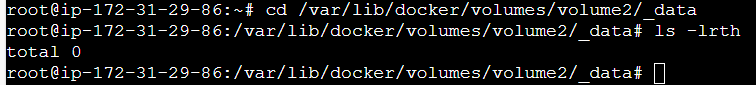 root@ip-172-31-29-86:~# cd /var/lib/docker/volumes/volume2/_data
root@ip-172-31-29-86:/var/lib/docker/volumes/volume2/_data# ls -lrth
total 0
root@ip-172-31-29-86:/var/lib/docker/volumes/volume2/_data#